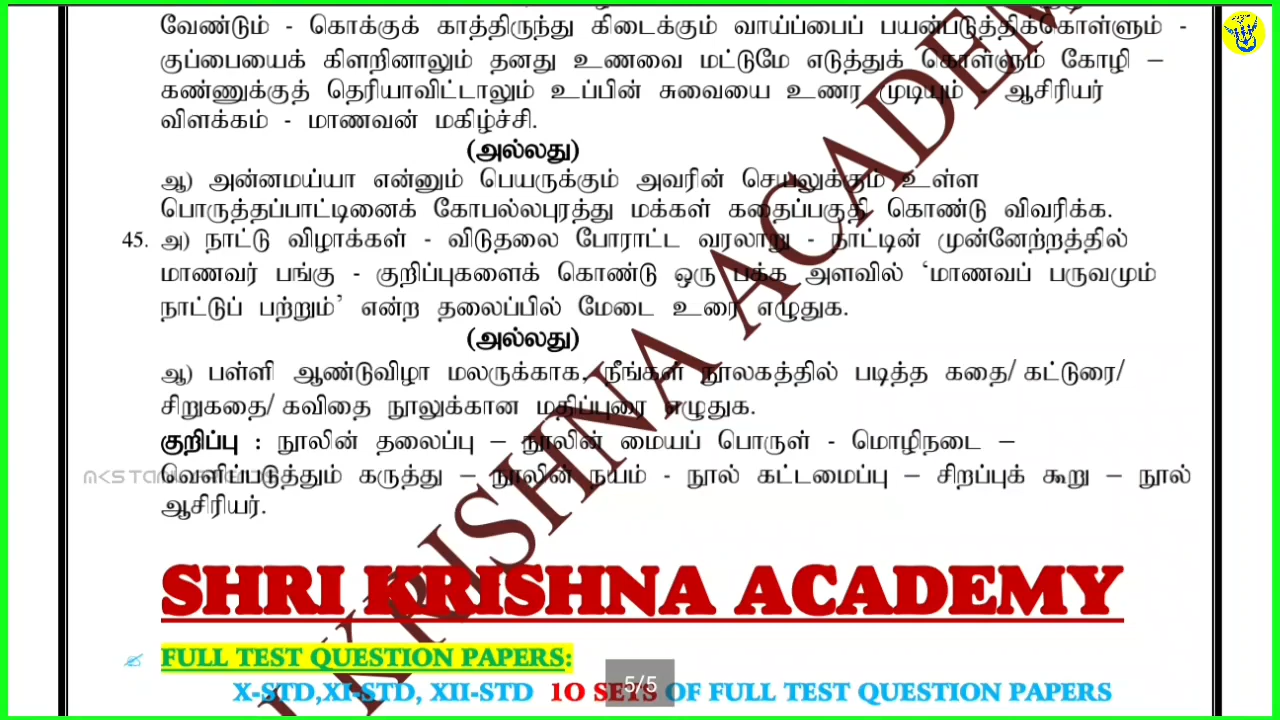 வேண்டும் - கொக்குக் காத்திருந்து கிடைக்கும் வாய்ப்பைப் பயன்படுத்திக்கொள்ளும் -
குப்பையைக் கிளறினாலும் தனது உணவை மட்டுமே எடுத்துக் கொள்ளும் கோழி –
கண்ணுக்குத் தெரியாவிட்டாலும் உப்பின் சுவையை உணர முடியும் - ஆசிரியர்
விளக்கம் - மாணவன் மகிழ்ச்சி.
(அல்லது)
ஆ) அன்னமய்யா என்னும் பெயருக்கும் அவரின் செயலுக்கும் உள்ள
பொருத்தப்பாட்டினைக் கோபல்லபுரத்து மக்கள் கதைப்பகுதி கொண்டு விவரிக்க.
45. அ) நாட்டு விழாக்கள் - விடுதலை போராட்ட வரலாறு - நாட்டின் முன்னேற்றத்தில்
மாணவர் பங்கு - குறிப்புகளைக் கொண்டு ஒரு பக்க அளவில் ‘மாணவப் பருவமும்
நாட்டுப் பற்றும்’ என்ற தலைப்பில் மேடை உரை எழுதுக.
(அல்லது)
ஆ) பள்ளி ஆண்டுவிழா மலருக்காக, நீங்கள் நூலகத்தில் படித்த கதை/ கட்டுரை/
சிறுகதை/ கவிதை நூலுக்கான மதிப்புரை எழுதுக.
குறிப்பு : நூலின் தலைப்பு – நூலின் மையப் பொருள் - மொழிநடை –
வெளிப்படுத்தும் கருத்து – நூலின் நயம் - நூல் கட்டமைப்பு – சிறப்புக் கூறு – நூல்
ஆசிரியர்.
KRISHNA ACADEM
SHRI KRISHNA ACADEMY
FULL TEST QUESTION PAPERS:
X-STD,XI-STD, XII-STD 10 SETS OF FULL TEST QUESTION PAPERS
5/5